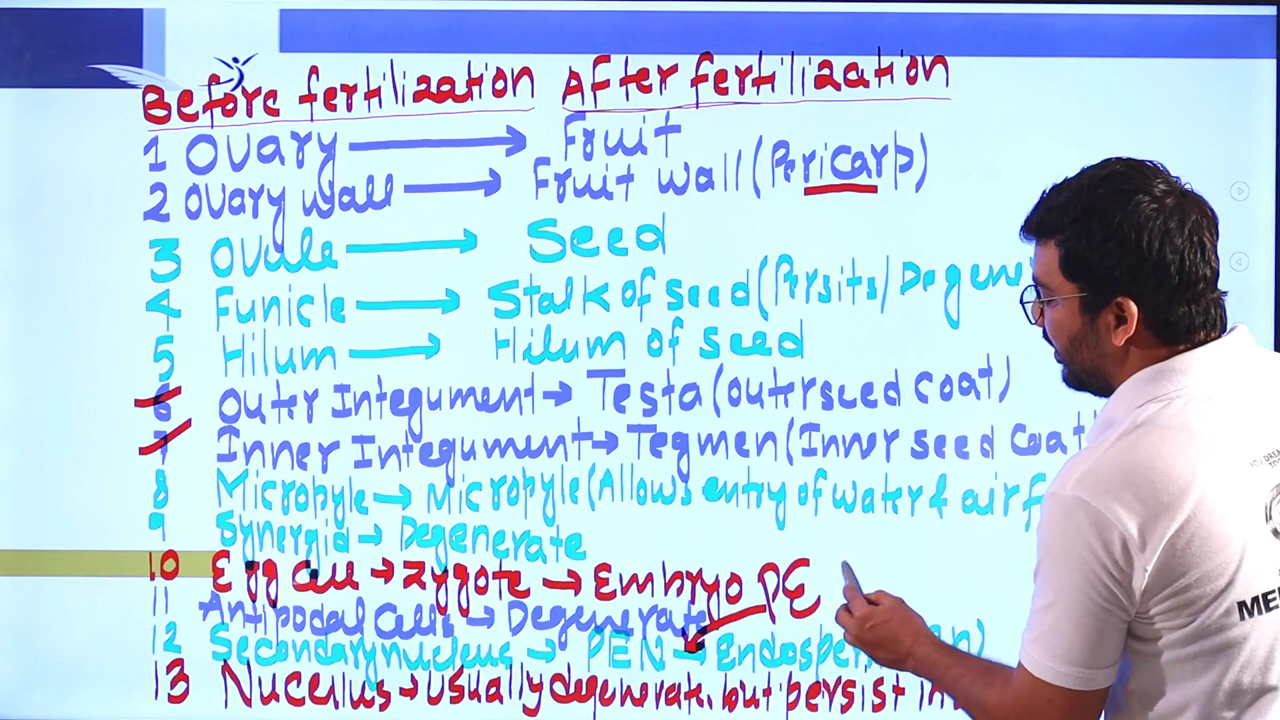 Before fertilization After fertilization
1 Ovary → Fruit
2 Ovary wall → Fruit wall (Pericarp)
3 Ovule → Seed
4 Funicle → Stalk of seed (Persits/Degene
5 Hilum → Hilum of seed
6 Outer Integument → Testa (outer seed coat)
7 Inner Integument → Tegmen (Inner seed coat
8 Micropyle → Micropyle (Allows entry of water & air f
9 Synergid → Degenerate
10 Egg cell → zygote → Embryo PE
11 Antipodal cells → Degenerate
12 Secondary nucleus → PEN → Endosper n)
13 Nucellus → usually degenerate. but persist in